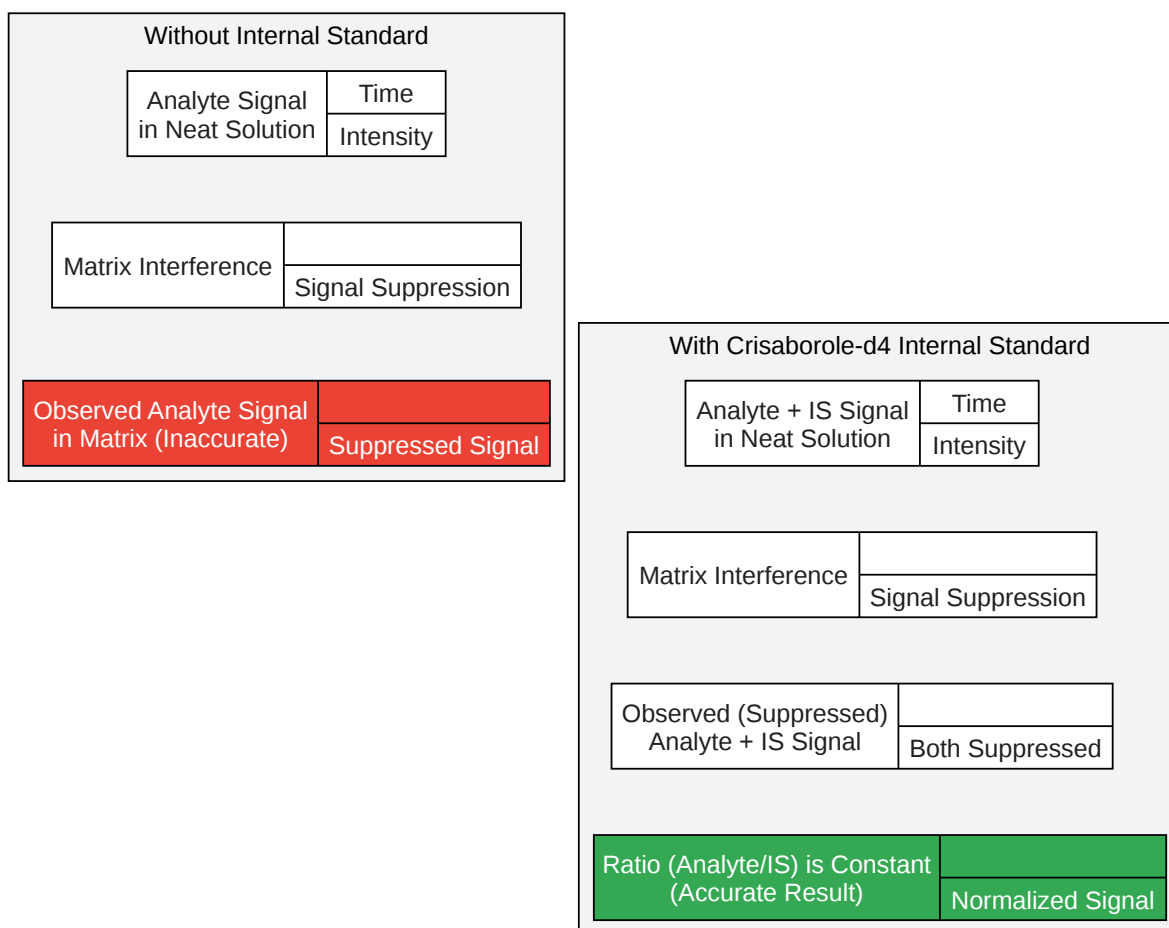 Without Internal Standard
Analyte Signal
in Neat Solution
Time
Intensity
Matrix Interference
Signal Suppression
Observed Analyte Signal
in Matrix (Inaccurate)
Suppressed Signal
With Crisaborole-d4 Internal Standard
Analyte + IS Signal
in Neat Solution
Time
Intensity
Matrix Interference
Signal Suppression
Observed (Suppressed)
Analyte + IS Signal
Both Suppressed
Ratio (Analyte/IS) is Constant
(Accurate Result)
Normalized Signal